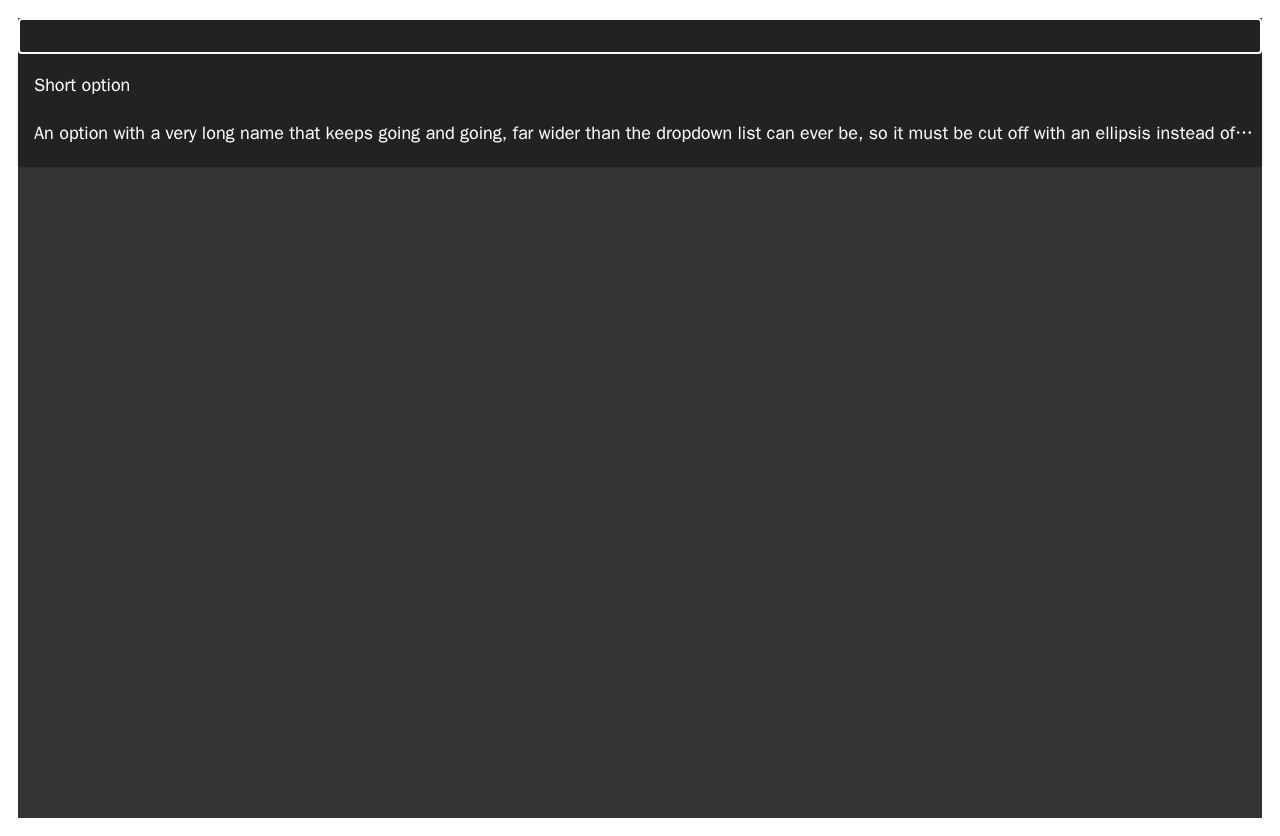 Short option
An option with a very long name that keeps going and going, far wider than the dropdown list can ever be, so it must be cut off with an ellipsis instead of…